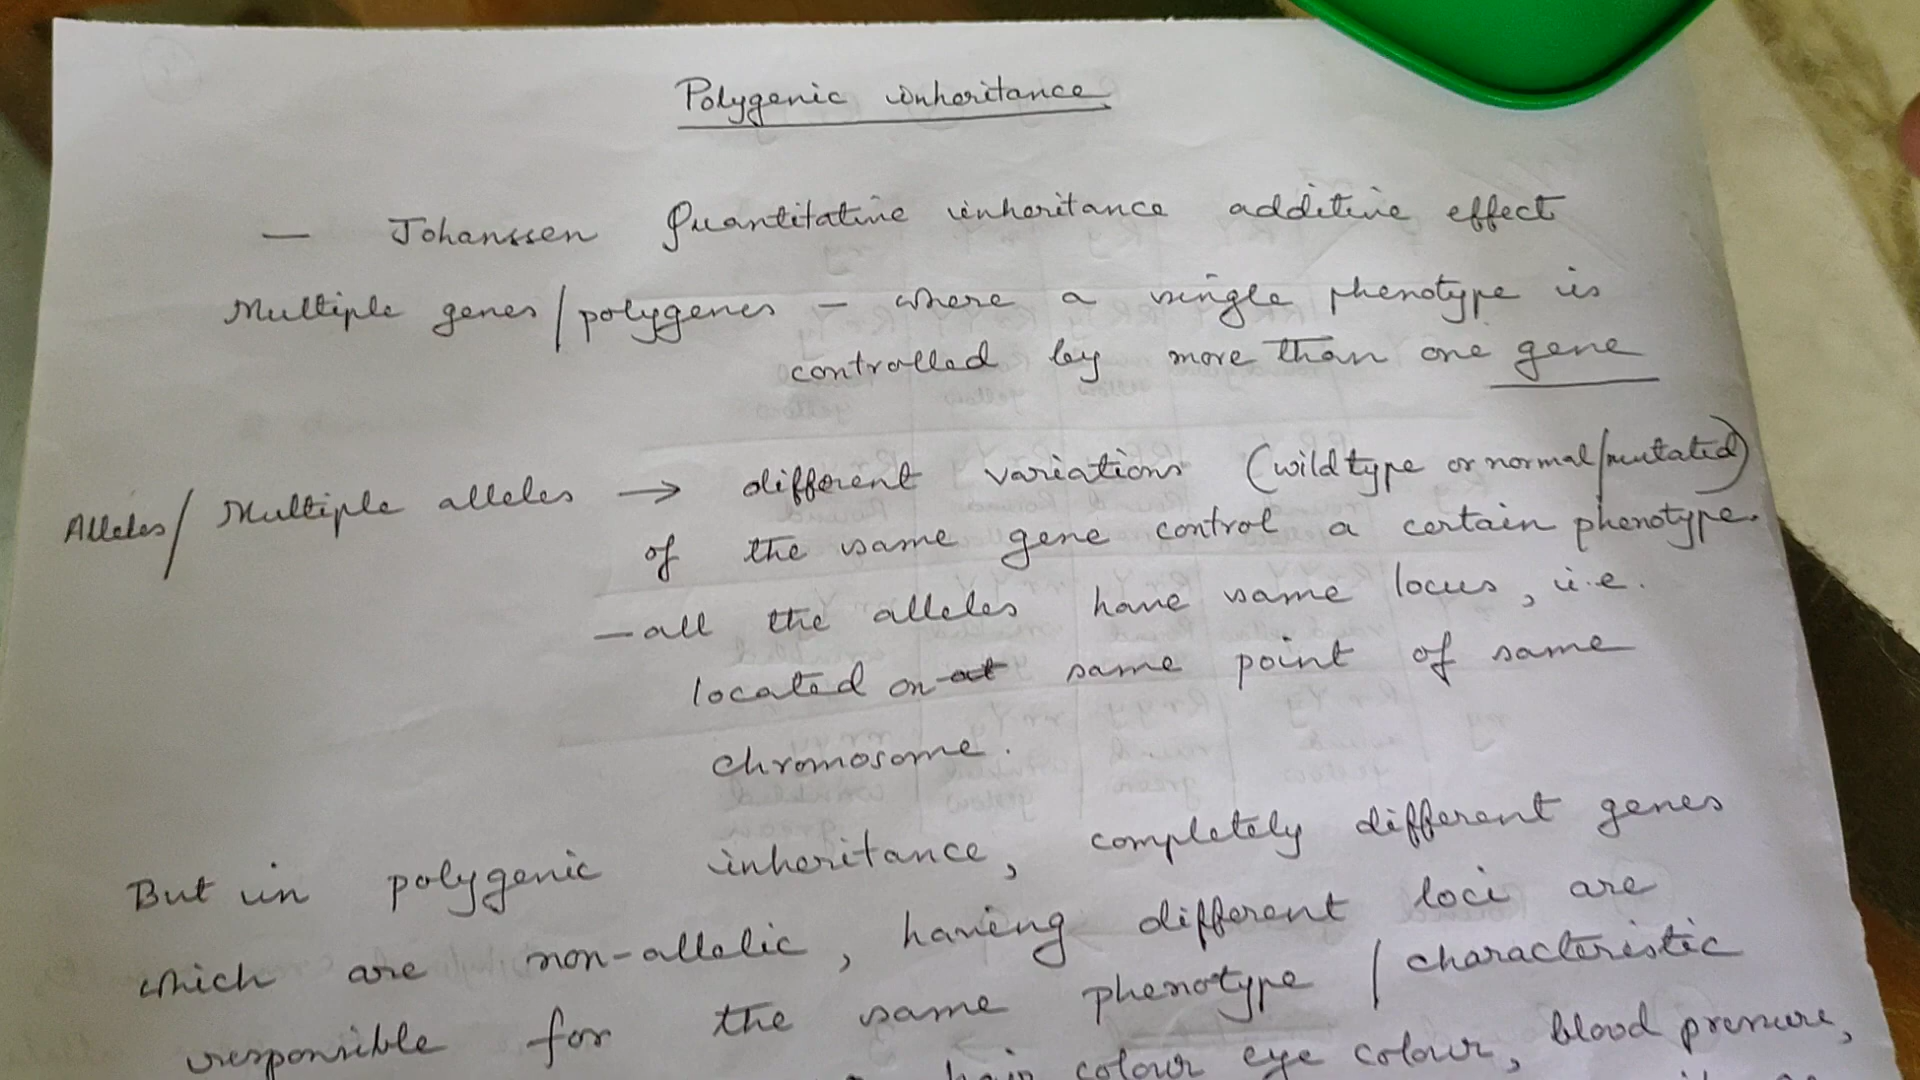 Polygenic inheritance
— Johanssen Quantitative inheritance additive effect
Multiple genes/polygenes – where a single phenotype is
controlled by more than one gene
Alleles/ Multiple alleles → different variations (wild type or normal/mutated)
of the same gene control a certain phenotype.
— all the alleles have same locus, i.e.
located on at same point of same
chromosome.
But in polygenic inheritance, completely different genes
which are non-allelic, having different loci are
responsible for the same phenotype / characteristic
hair colour eye colour, blood pressure,